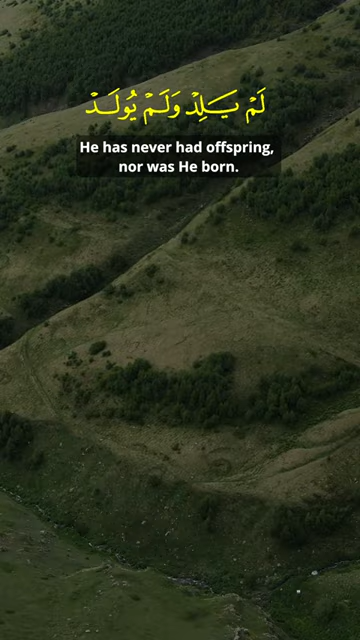 لَمْ يَلِدْ وَلَمْ يُولَدْ
He has never had offspring,
nor was He born.